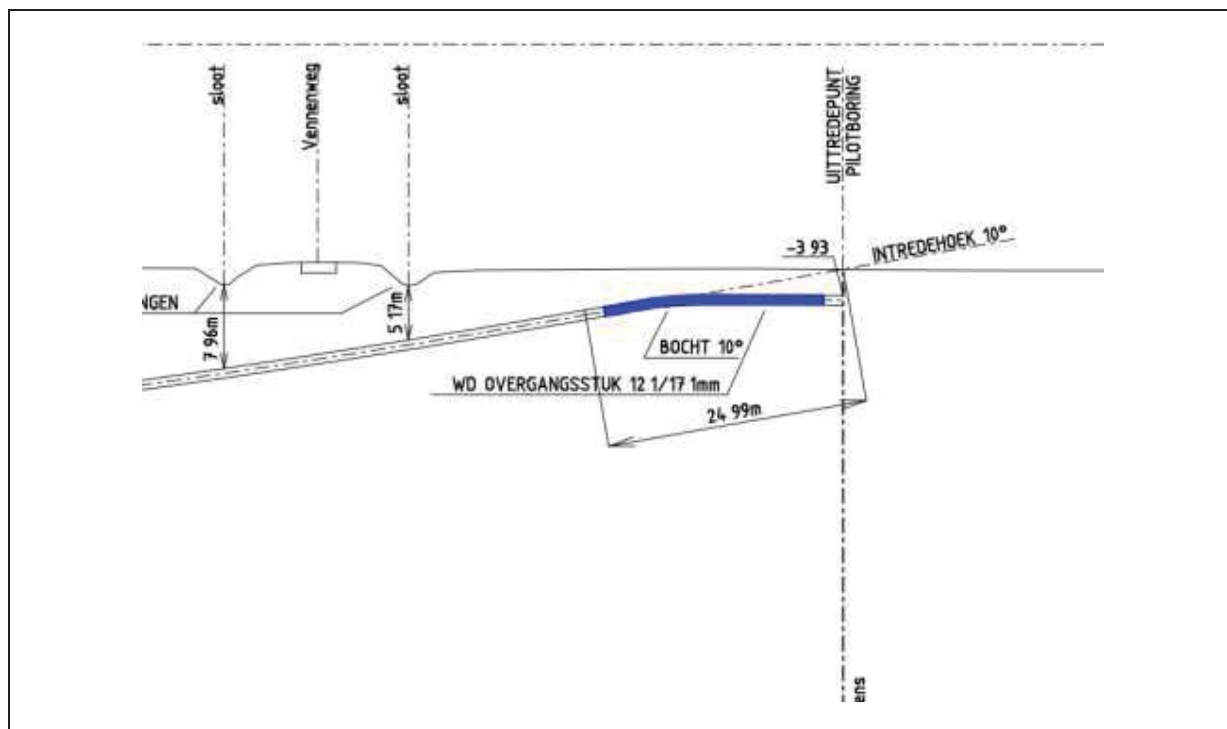 sloot
Vennenweg
sloot
UITTREDEPUNT
PILOTBORING
-3 93
INTREDEHOEK 10°
NGEN
7 96m
5 17m
BOCHT 10°
WD OVERGANGSSTUK 12 1/17 1mm
24 99m
ens